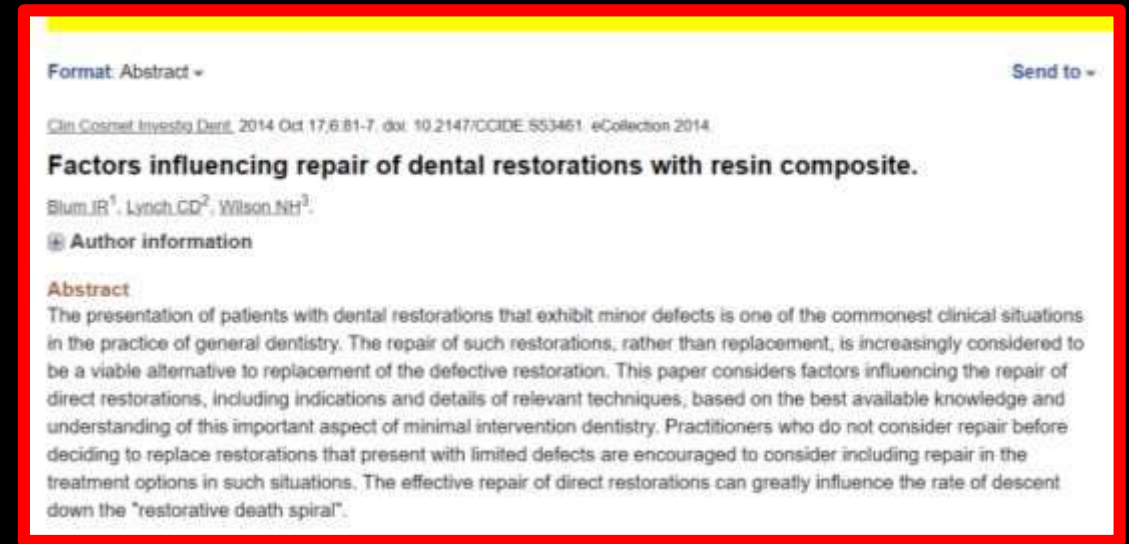 Format: Abstract
Send to
Clin Cosmet Investig Dent. 2014 Oct 17;6:81-7. doi: 10.2147/CCIDE.S53461. eCollection 2014.
Factors influencing repair of dental restorations with resin composite.
Blum IR1, Lynch CD2, Wilson NH3.
Author information
Abstract
The presentation of patients with dental restorations that exhibit minor defects is one of the commonest clinical situations
in the practice of general dentistry. The repair of such restorations, rather than replacement, is increasingly considered to
be a viable alternative to replacement of the defective restoration. This paper considers factors influencing the repair of
direct restorations, including indications and details of relevant techniques, based on the best available knowledge and
understanding of this important aspect of minimal intervention dentistry. Practitioners who do not consider repair before
deciding to replace restorations that present with limited defects are encouraged to consider including repair in the
treatment options in such situations. The effective repair of direct restorations can greatly influence the rate of descent
down the "restorative death spiral".